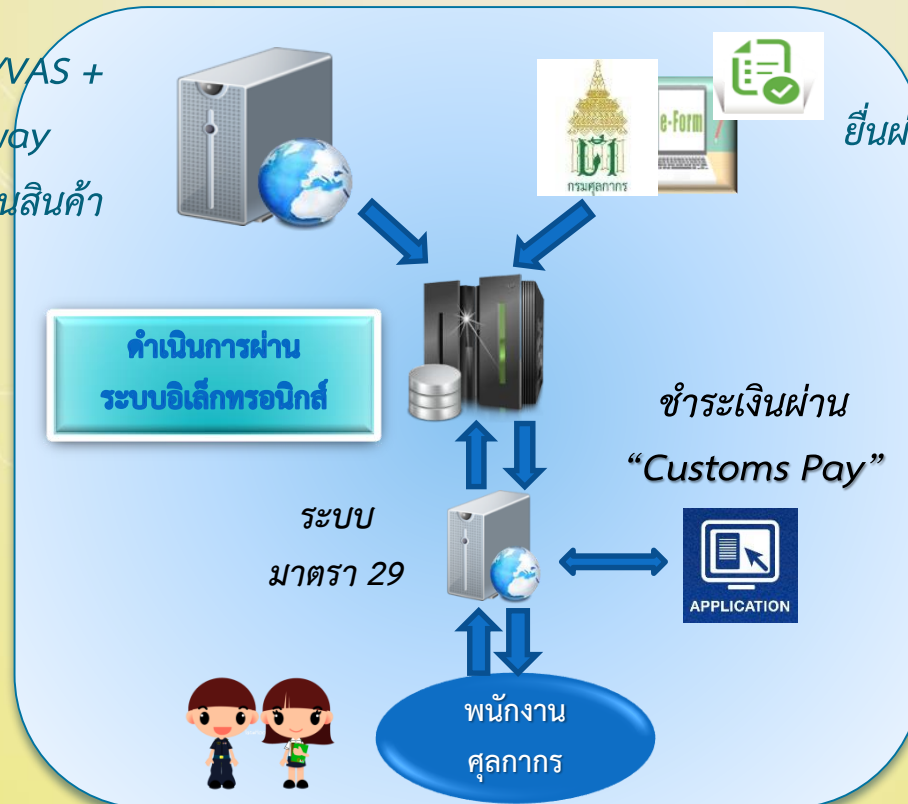 VAS +
way
นสินค้า
e-Form
กรมศุลกากร
ยื่นผ
ดำเนินการผ่าน
ระบบอิเล็กทรอนิกส์
ชำระเงินผ่าน
“Customs Pay”
ระบบ
มาตรา 29
APPLICATION
พนักงาน
ศุลกากร